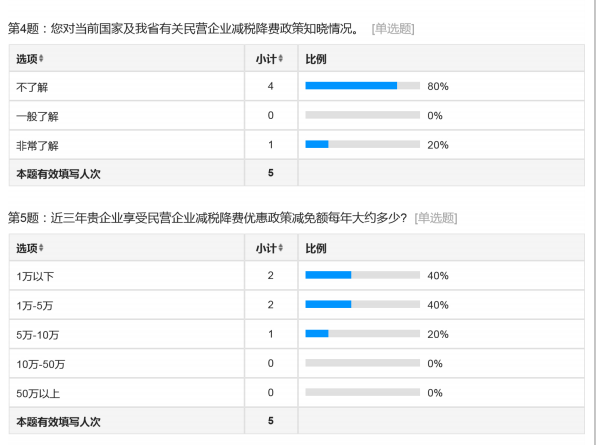 第4题：您对当前国家及我省有关民营企业减税降费政策知晓情况。 [单选题]
选项 小计 比例
不了解 4 80%
一般了解 0 0%
非常了解 1 20%
本题有效填写人次 5
第5题：近三年贵企业享受民营企业减税降费优惠政策减免额每年大约多少? [单选题]
选项 小计 比例
1万以下 2 40%
1万-5万 2 40%
5万-10万 1 20%
10万-50万 0 0%
50万以上 0 0%
本题有效填写人次 5